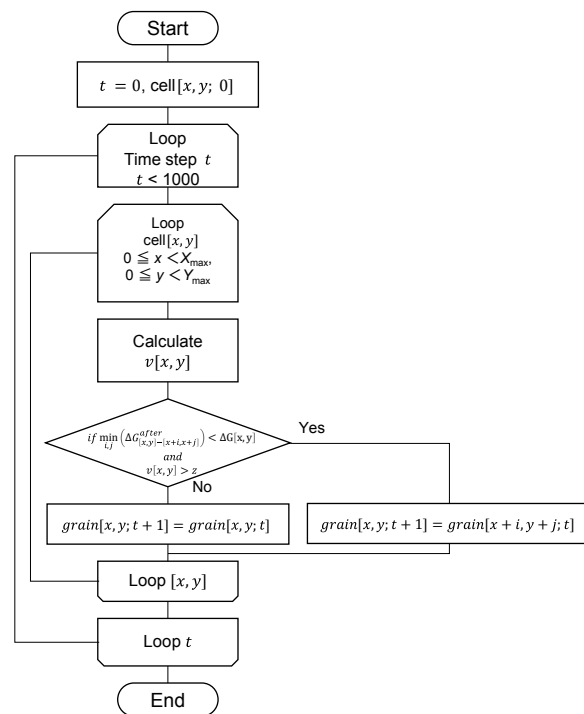 Start
t = 0, cell[x, y; 0]
Loop
Time step t
t < 1000
Loop
cell[x, y]
0 ≦ x < Xmax,
0 ≦ y < Ymax
Calculate
v[x, y]
if min i,j (ΔG^after [x,y]−[x+i,x+j]) < ΔG[x,y]
and
v[x, y] > z
Yes
No
grain[x, y; t + 1] = grain[x, y; t]
grain[x, y; t + 1] = grain[x + i, y + j; t]
Loop [x, y]
Loop t
End